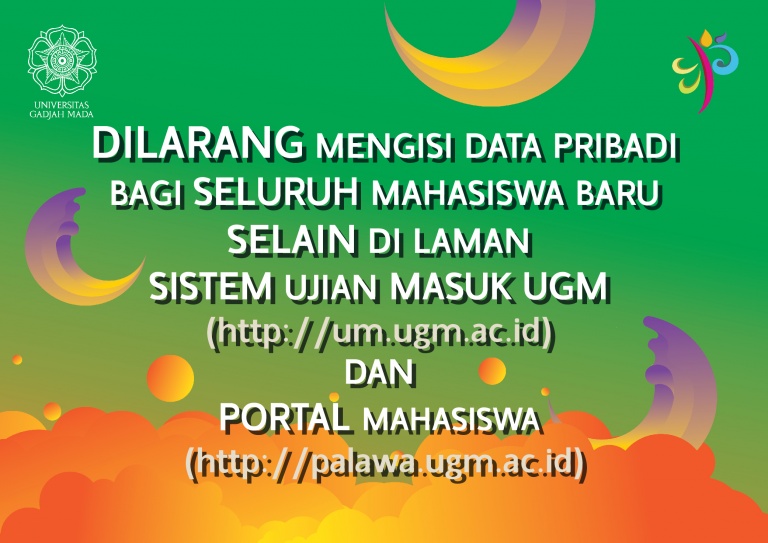 UNIVERSITAS
GADJAH MADA
DILARANG MENGISI DATA PRIBADI
BAGI SELURUH MAHASISWA BARU
SELAIN DI LAMAN
SISTEM UJIAN MASUK UGM
(http://um.ugm.ac.id)
DAN
PORTAL MAHASISWA
(http://palawa.ugm.ac.id)